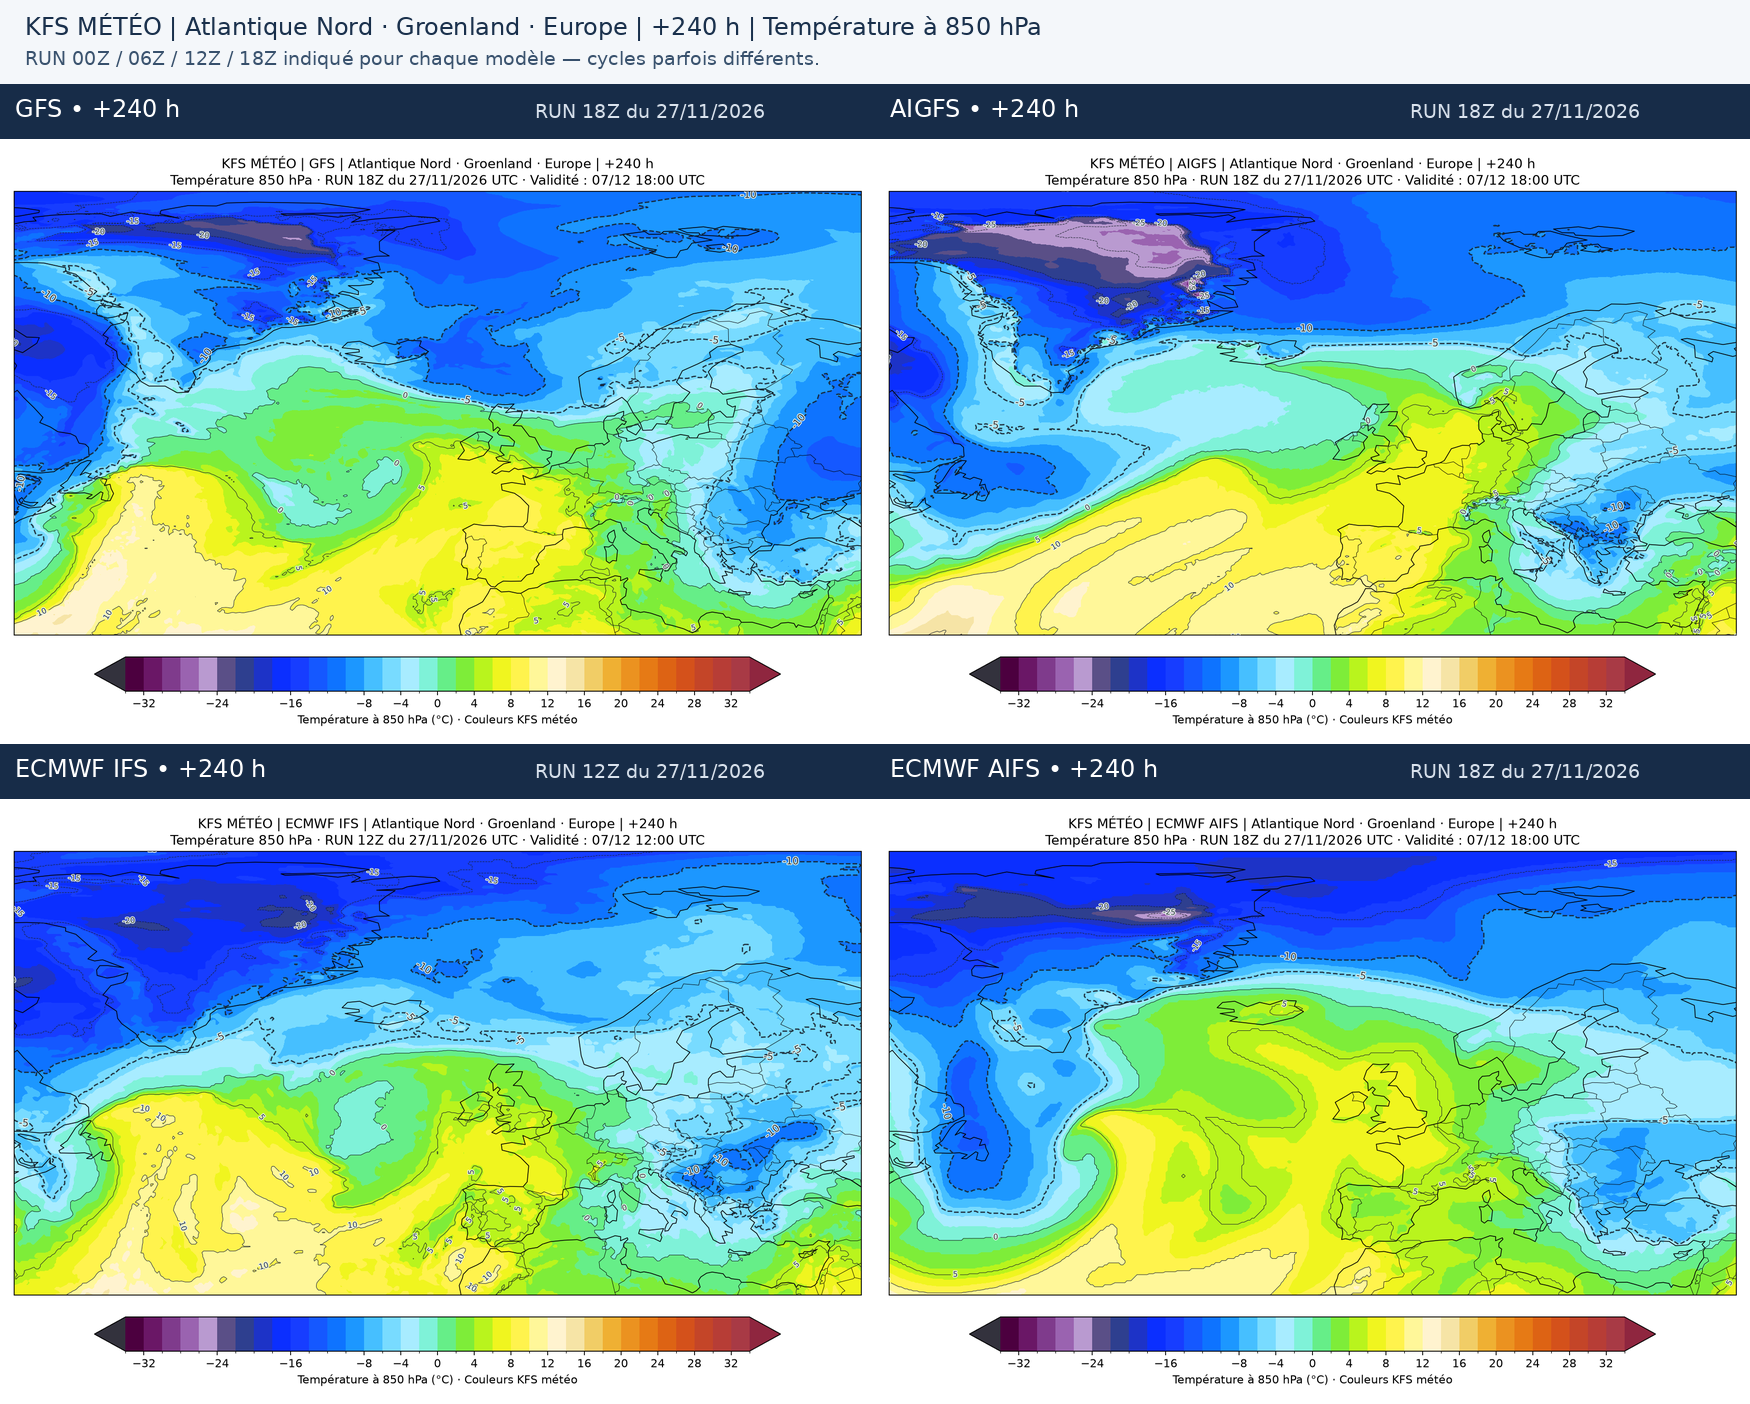 KFS MÉTÉO | Atlantique Nord · Groenland · Europe | +240 h | Température à 850 hPa
RUN 00Z / 06Z / 12Z / 18Z indiqué pour chaque modèle — cycles parfois différents.
GFS • +240 h
RUN 18Z du 27/11/2026
AIGFS • +240 h
RUN 18Z du 27/11/2026
KFS MÉTÉO | GFS | Atlantique Nord · Groenland · Europe | +240 h
Température 850 hPa · RUN 18Z du 27/11/2026 UTC · Validité : 07/12 18:00 UTC
KFS MÉTÉO | AIGFS | Atlantique Nord · Groenland · Europe | +240 h
Température 850 hPa · RUN 18Z du 27/11/2026 UTC · Validité : 07/12 18:00 UTC
−32 −24 −16 −8 −4 0 4 8 12 16 20 24 28 32
Température à 850 hPa (°C) · Couleurs KFS météo
−32 −24 −16 −8 −4 0 4 8 12 16 20 24 28 32
Température à 850 hPa (°C) · Couleurs KFS météo
ECMWF IFS • +240 h
RUN 12Z du 27/11/2026
ECMWF AIFS • +240 h
RUN 18Z du 27/11/2026
KFS MÉTÉO | ECMWF IFS | Atlantique Nord · Groenland · Europe | +240 h
Température 850 hPa · RUN 12Z du 27/11/2026 UTC · Validité : 07/12 12:00 UTC
KFS MÉTÉO | ECMWF AIFS | Atlantique Nord · Groenland · Europe | +240 h
Température 850 hPa · RUN 18Z du 27/11/2026 UTC · Validité : 07/12 18:00 UTC
−32 −24 −16 −8 −4 0 4 8 12 16 20 24 28 32
Température à 850 hPa (°C) · Couleurs KFS météo
−32 −24 −16 −8 −4 0 4 8 12 16 20 24 28 32
Température à 850 hPa (°C) · Couleurs KFS météo